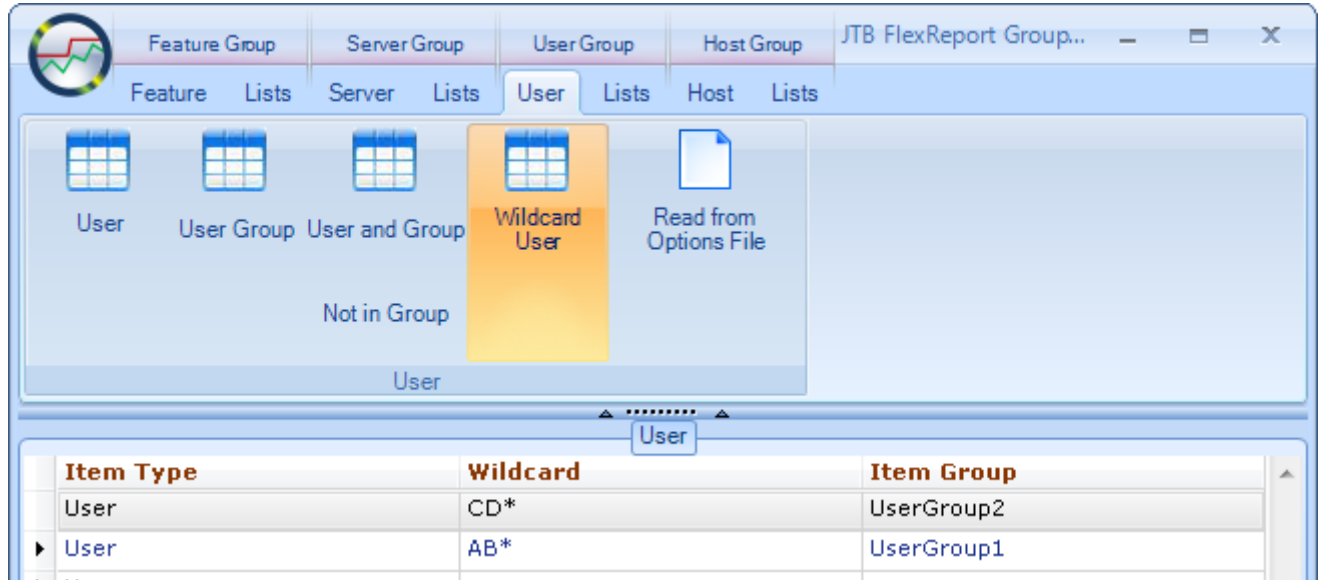 Feature Group Server Group User Group Host Group JTB FlexReport Group...
Feature Lists Server Lists User Lists Host Lists
User User Group User and Group Wildcard User Read from Options File
Not in Group
User
User
Item Type Wildcard Item Group
User CD* UserGroup2
User AB* UserGroup1